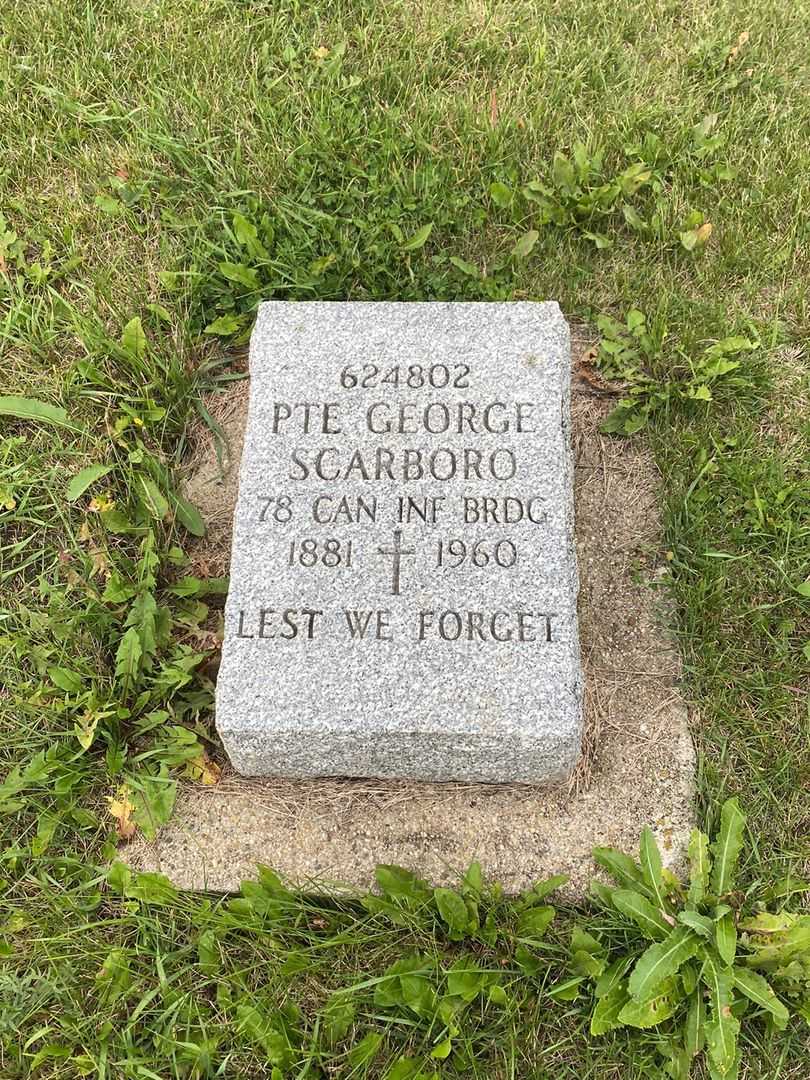 624802
PTE GEORGE
SCARBORO
78 CAN INF BRDG
1881 1960
LEST WE FORGET